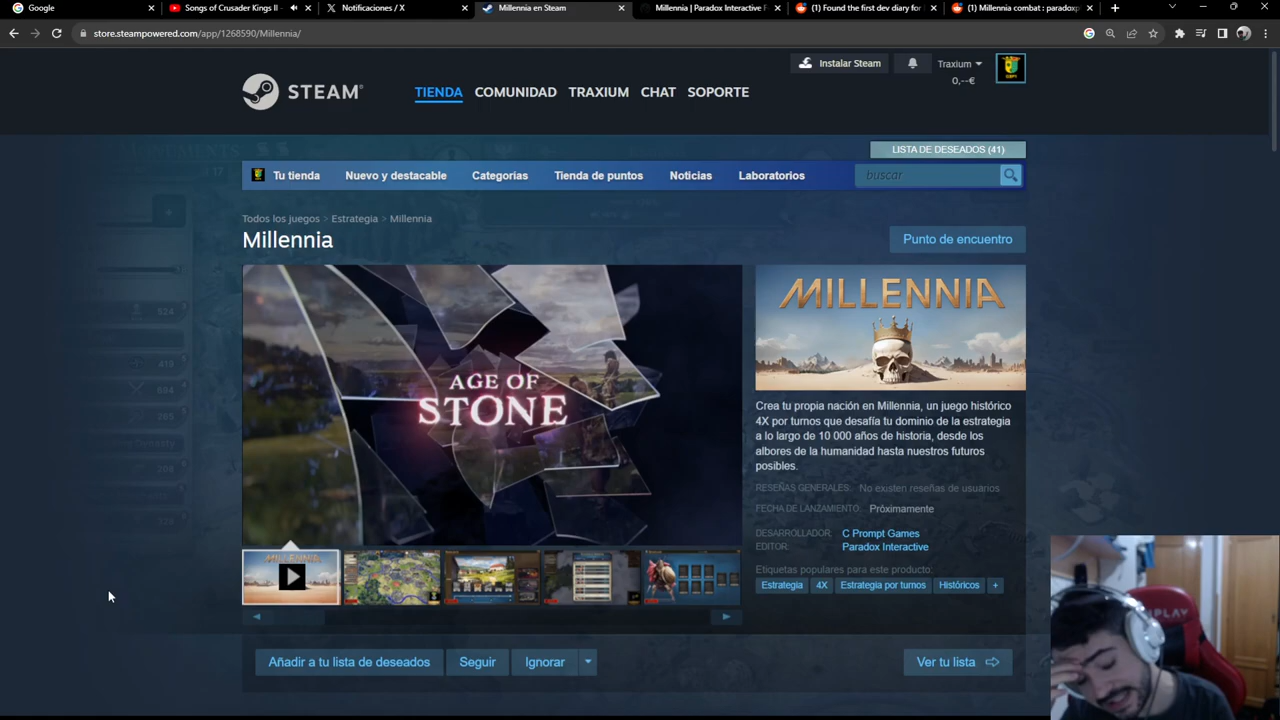 Google
Songs of Crusader Kings II -
Notificaciones / X
Millennia en Steam
Millennia | Paradox Interactive F
(1) Found the first dev diary for
(1) Millennia combat : paradoxp
store.steampowered.com/app/1268590/Millennia/
Instalar Steam
Traxium
0,--€
STEAM®
TIENDA
COMUNIDAD
TRAXIUM
CHAT
SOPORTE
LISTA DE DESEADOS (41)
Tu tienda
Nuevo y destacable
Categorías
Tienda de puntos
Noticias
Laboratorios
buscar
Todos los juegos > Estrategia > Millennia
Millennia
Punto de encuentro
AGE OF
STONE
MILLENNIA
Crea tu propia nación en Millennia, un juego histórico
4X por turnos que desafía tu dominio de la estrategia
a lo largo de 10 000 años de historia, desde los
albores de la humanidad hasta nuestros futuros
posibles.
RESEÑAS GENERALES: No existen reseñas de usuarios
FECHA DE LANZAMIENTO: Próximamente
DESARROLLADOR: C Prompt Games
EDITOR: Paradox Interactive
Etiquetas populares para este producto:
Estrategia
4X
Estrategia por turnos
Históricos
+
MILLENNIA
Añadir a tu lista de deseados
Seguir
Ignorar
Ver tu lista